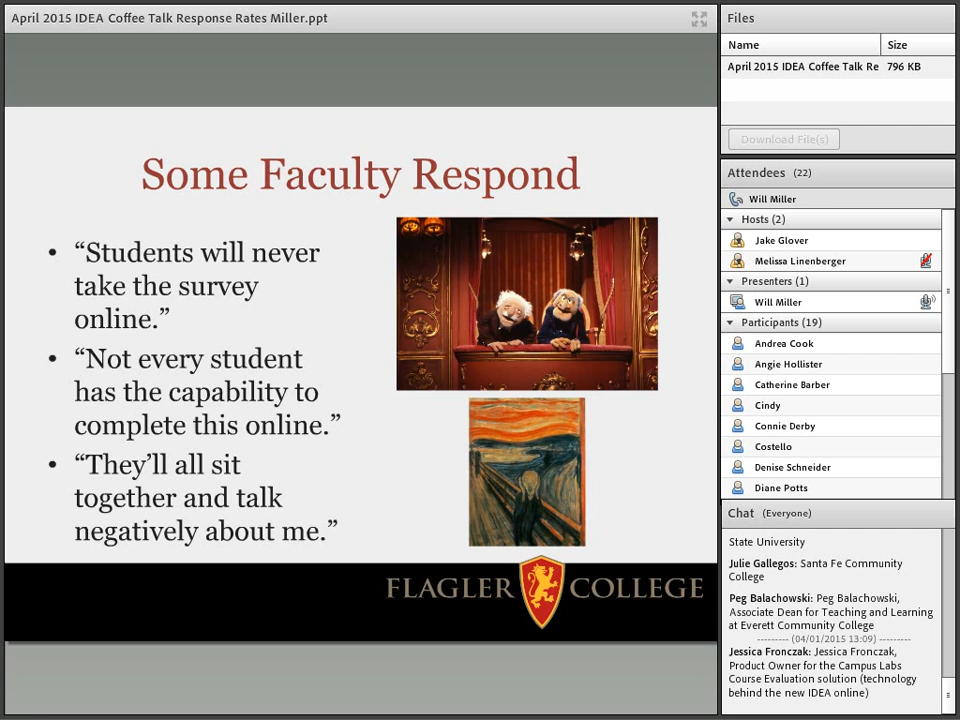 April 2015 IDEA Coffee Talk Response Rates Miller.ppt
Some Faculty Respond
• “Students will never
take the survey
online.”
• “Not every student
has the capability to
complete this online.”
• “They’ll all sit
together and talk
negatively about me.”
FLAGLER COLLEGE
Files
Name Size
April 2015 IDEA Coffee Talk Re 796 KB
Download File(s)
Attendees (22)
Will Miller
Hosts (2)
Jake Glover
Melissa Linenberger
Presenters (1)
Will Miller
Participants (19)
Andrea Cook
Angie Hollister
Catherine Barber
Cindy
Connie Derby
Costello
Denise Schneider
Diane Potts
Chat (Everyone)
State University
Julie Gallegos: Santa Fe Community
College
Peg Balachowski: Peg Balachowski,
Associate Dean for Teaching and Learning
at Everett Community College
--------- (04/01/2015 13:09) ---------
Jessica Fronczak: Jessica Fronczak,
Product Owner for the Campus Labs
Course Evaluation solution (technology
behind the new IDEA online)